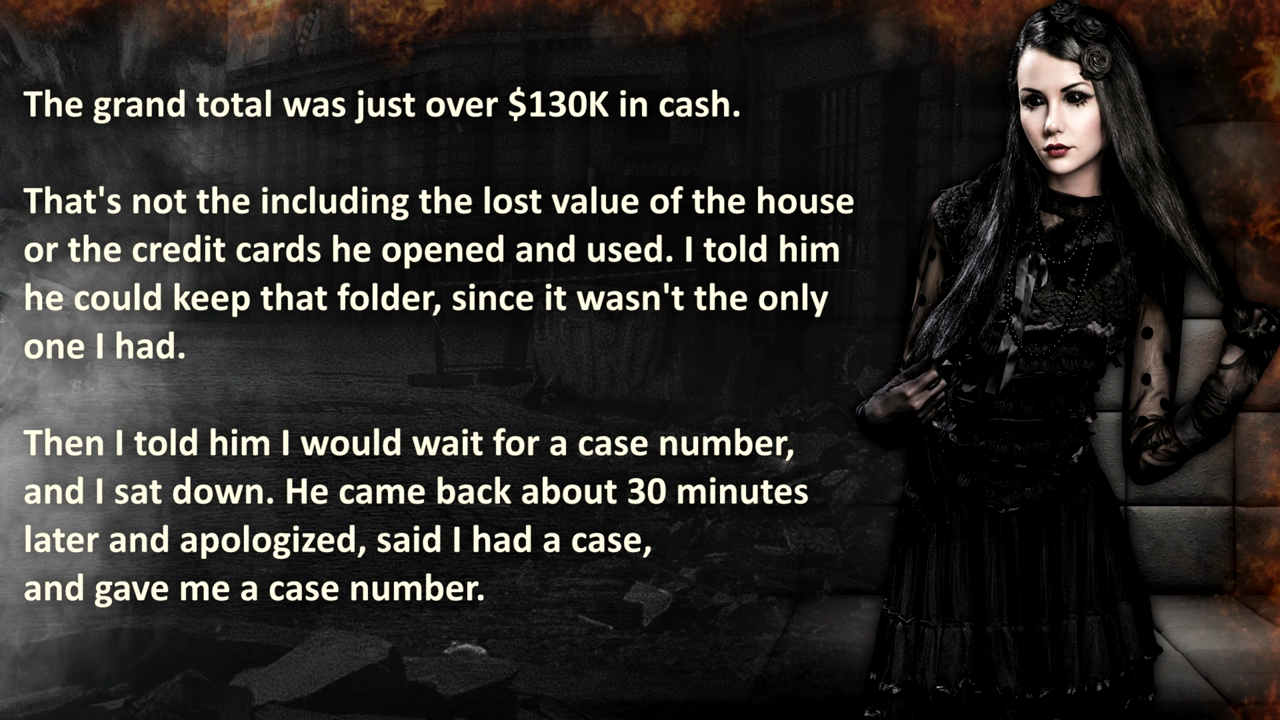 The grand total was just over $130K in cash.
That's not the including the lost value of the house
or the credit cards he opened and used. I told him
he could keep that folder, since it wasn't the only
one I had.
Then I told him I would wait for a case number,
and I sat down. He came back about 30 minutes
later and apologized, said I had a case,
and gave me a case number.